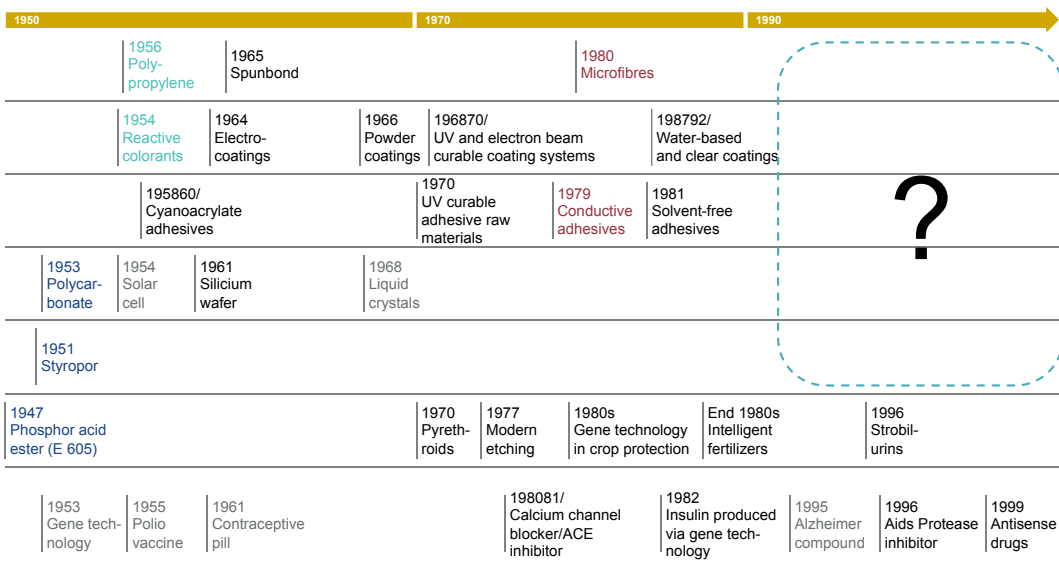 1950
1970
1990
1956
Poly-
propylene
1965
Spunbond
1980
Microfibres
1954
Reactive
colorants
1964
Electro-
coatings
1966
Powder
coatings
196870/
UV and electron beam
curable coating systems
198792/
Water-based
and clear coatings
195860/
Cyanoacrylate
adhesives
1970
UV curable
adhesive raw
materials
1979
Conductive
adhesives
1981
Solvent-free
adhesives
?
1953
Polycar-
bonate
1954
Solar
cell
1961
Silicium
wafer
1968
Liquid
crystals
1951
Styropor
1947
Phosphor acid
ester (E 605)
1970
Pyreth-
roids
1977
Modern
etching
1980s
Gene technology
in crop protection
End 1980s
Intelligent
fertilizers
1996
Strobil-
urins
1953
Gene tech-
nology
1955
Polio
vaccine
1961
Contraceptive
pill
198081/
Calcium channel
blocker/ACE
inhibitor
1982
Insulin produced
via gene tech-
nology
1995
Alzheimer
compound
1996
Aids Protease
inhibitor
1999
Antisense
drugs